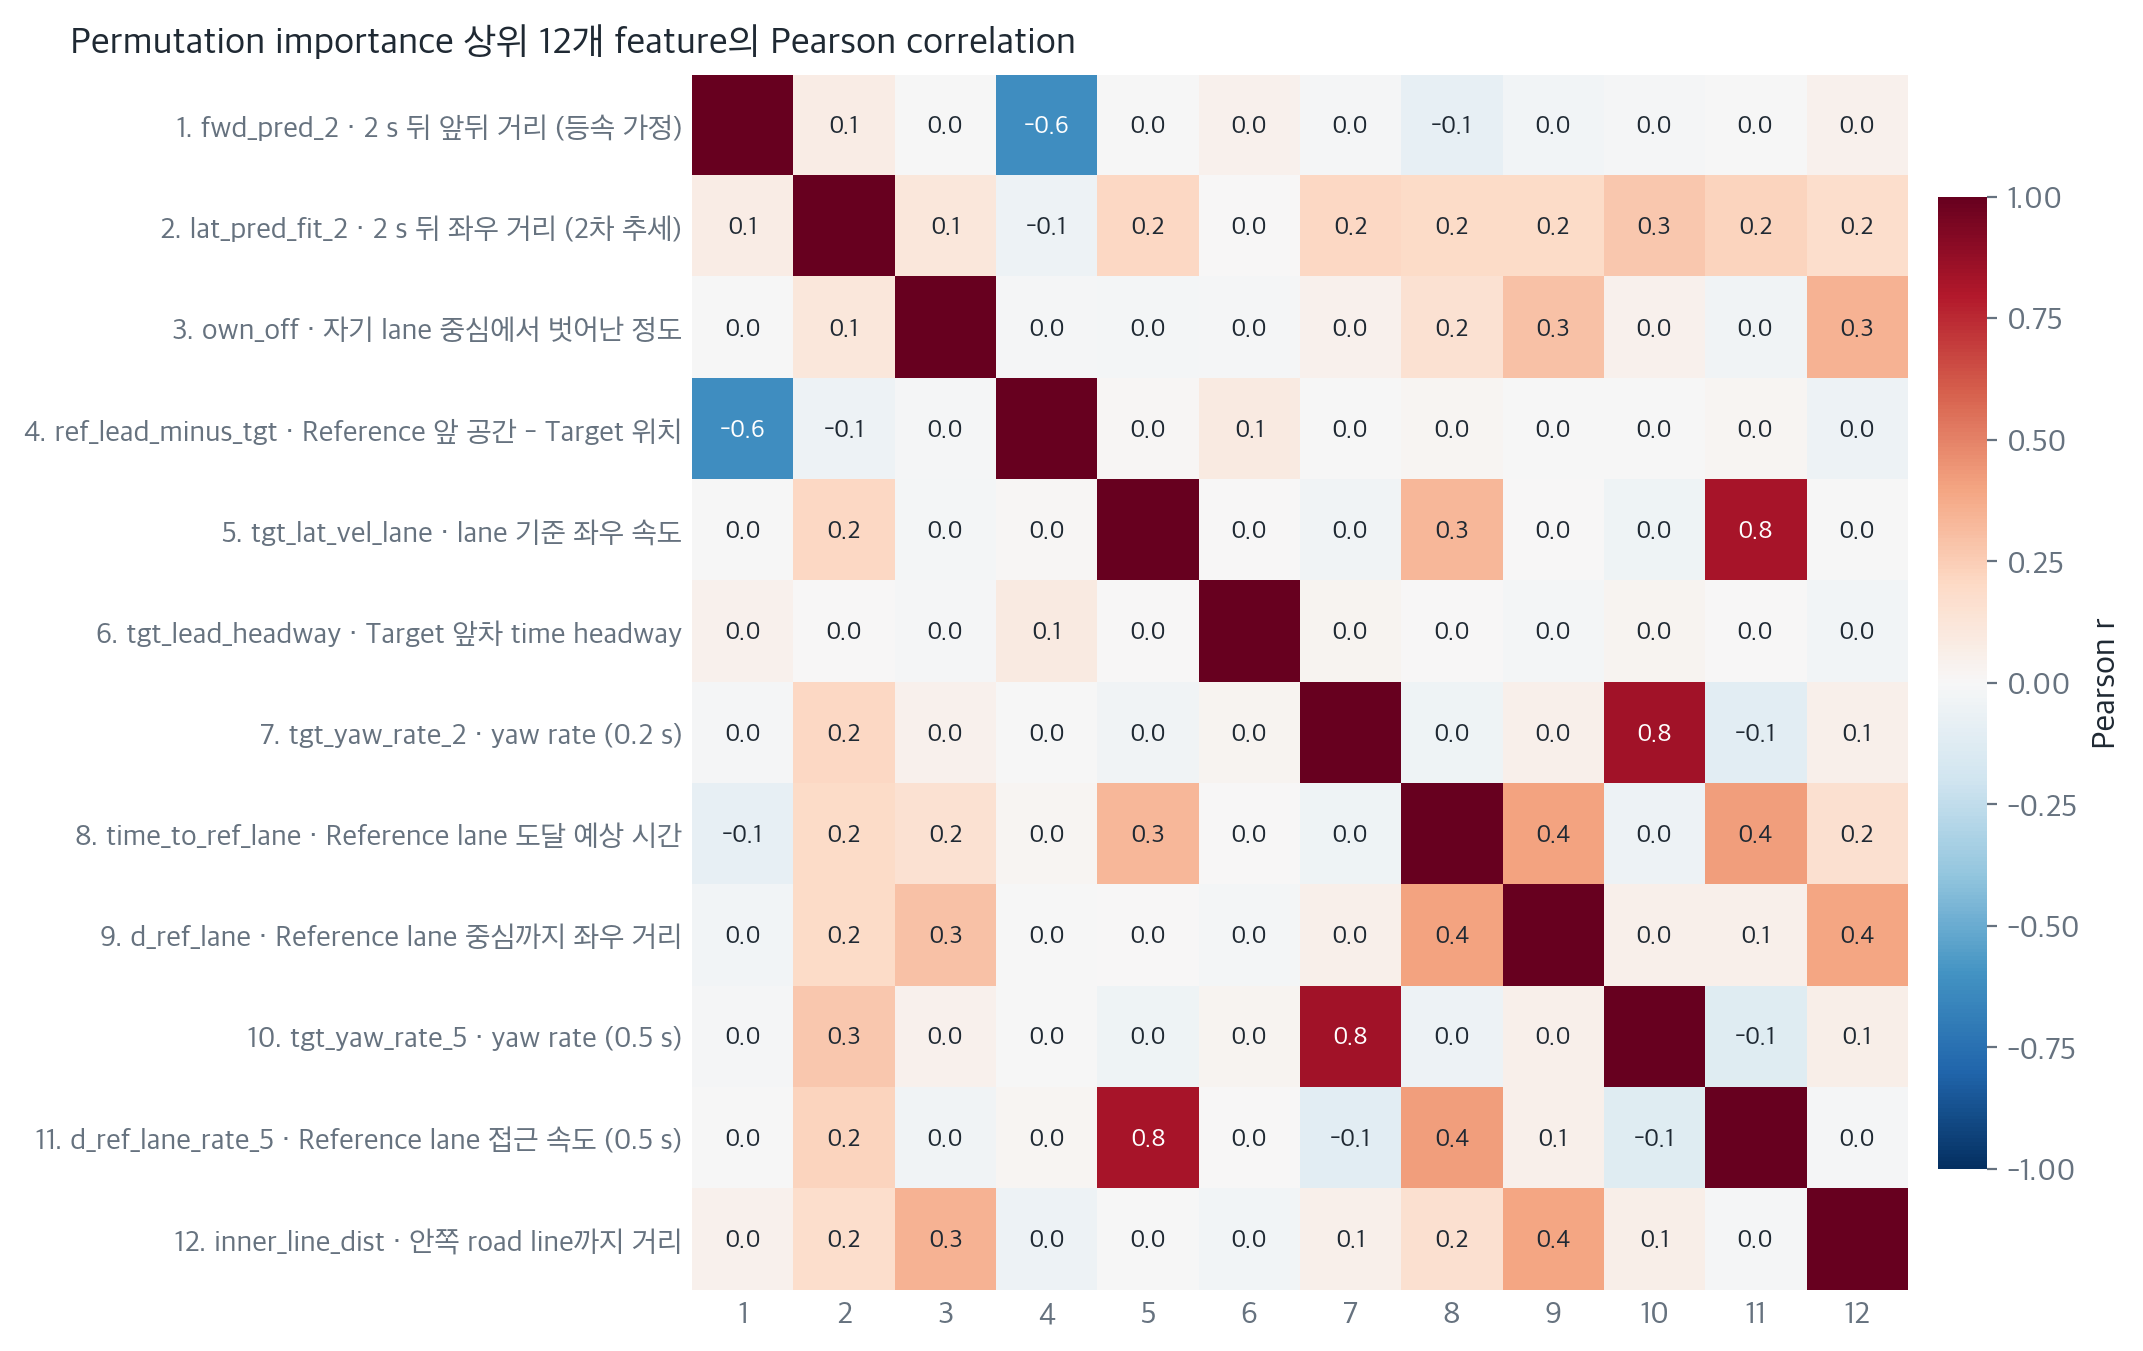 Permutation importance 상위 12개 feature의 Pearson correlation
1. fwd_pred_2 · 2 s 뒤 앞뒤 거리 (등속 가정) 0.1 0.0 -0.6 0.0 0.0 0.0 -0.1 0.0 0.0 0.0 0.0
2. lat_pred_fit_2 · 2 s 뒤 좌우 거리 (2차 추세) 0.1 0.1 -0.1 0.2 0.0 0.2 0.2 0.2 0.3 0.2 0.2
3. own_off · 자기 lane 중심에서 벗어난 정도 0.0 0.1 0.0 0.0 0.0 0.0 0.2 0.3 0.0 0.0 0.3
4. ref_lead_minus_tgt · Reference 앞 공간 - Target 위치 -0.6 -0.1 0.0 0.0 0.1 0.0 0.0 0.0 0.0 0.0 0.0
5. tgt_lat_vel_lane · lane 기준 좌우 속도 0.0 0.2 0.0 0.0 0.0 0.0 0.3 0.0 0.0 0.8 0.0
6. tgt_lead_headway · Target 앞차 time headway 0.0 0.0 0.0 0.1 0.0 0.0 0.0 0.0 0.0 0.0 0.0
7. tgt_yaw_rate_2 · yaw rate (0.2 s) 0.0 0.2 0.0 0.0 0.0 0.0 0.0 0.0 0.8 -0.1 0.1
8. time_to_ref_lane · Reference lane 도달 예상 시간 -0.1 0.2 0.2 0.0 0.3 0.0 0.0 0.4 0.0 0.4 0.2
9. d_ref_lane · Reference lane 중심까지 좌우 거리 0.0 0.2 0.3 0.0 0.0 0.0 0.0 0.4 0.0 0.1 0.4
10. tgt_yaw_rate_5 · yaw rate (0.5 s) 0.0 0.3 0.0 0.0 0.0 0.0 0.8 0.0 0.0 -0.1 0.1
11. d_ref_lane_rate_5 · Reference lane 접근 속도 (0.5 s) 0.0 0.2 0.0 0.0 0.8 0.0 -0.1 0.4 0.1 -0.1 0.0
12. inner_line_dist · 안쪽 road line까지 거리 0.0 0.2 0.3 0.0 0.0 0.0 0.1 0.2 0.4 0.1 0.0
1 2 3 4 5 6 7 8 9 10 11 12
1.00
0.75
0.50
0.25
0.00
-0.25
-0.50
-0.75
-1.00
Pearson r